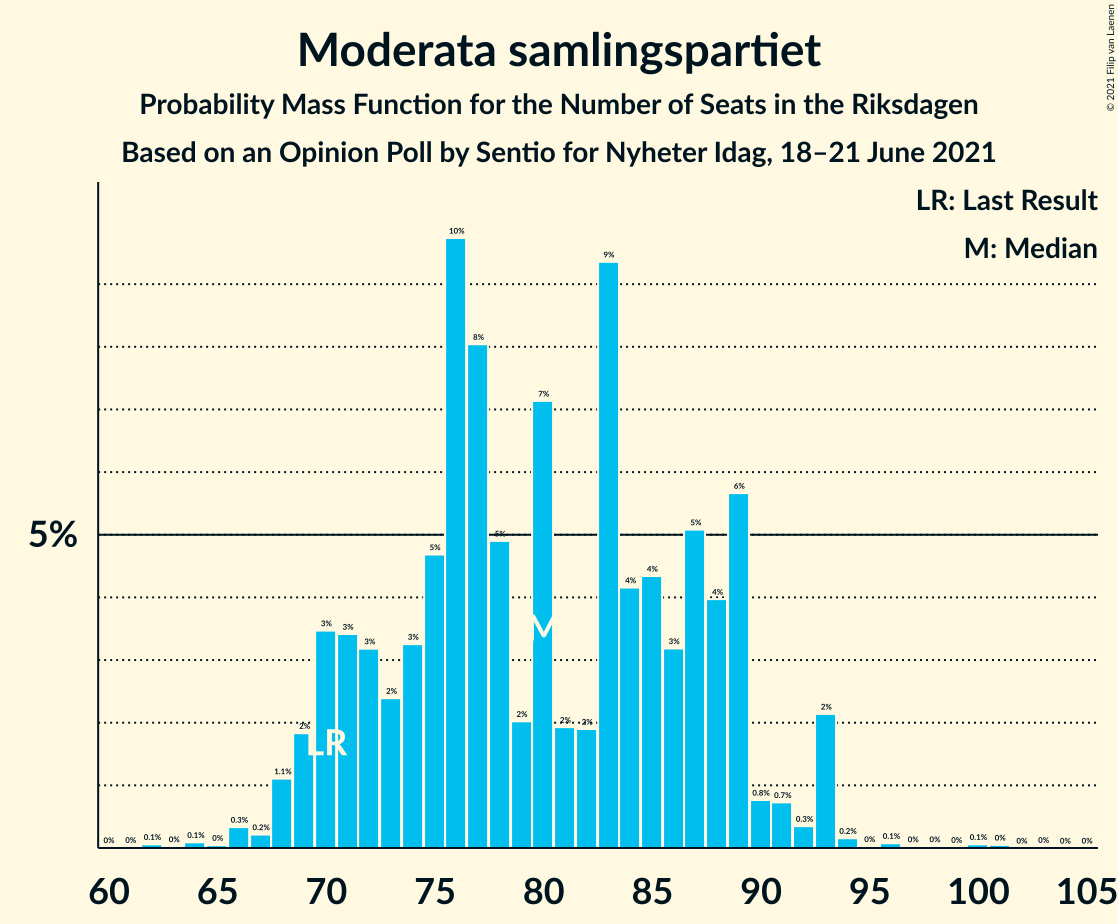 © 2021 Filip van Laenen
Moderata samlingspartiet
Probability Mass Function for the Number of Seats in the Riksdagen
Based on an Opinion Poll by Sentio for Nyheter Idag, 18–21 June 2021
LR: Last Result
M: Median
5%
0% 0% 0.1% 0% 0.1% 0% 0.3% 0.2% 1.1% 2% 3% 3% 3% 2% 3% 5% 10% 8% 5% 2% 7% 2% 2% 9% 4% 4% 3% 5% 4% 6% 0.8% 0.7% 0.3% 2% 0.2% 0% 0.1% 0% 0% 0% 0.1% 0% 0% 0% 0% 0%
LR
M
60 65 70 75 80 85 90 95 100 105